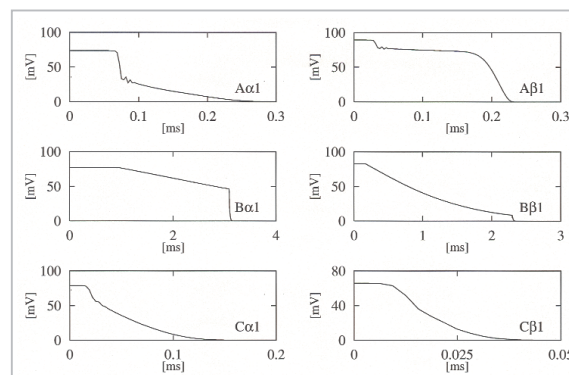 100 50 0 [mV] Aα1 0 0.1 0.2 0.3 [ms]
100 50 0 [mV] Aβ1 0 0.1 0.2 0.3 [ms]
100 50 0 [mV] Bα1 0 2 4 [ms]
100 50 0 [mV] Bβ1 0 1 2 3 [ms]
100 50 0 [mV] Cα1 0 0.1 0.2 [ms]
80 40 0 [mV] Cβ1 0 0.025 0.05 [ms]